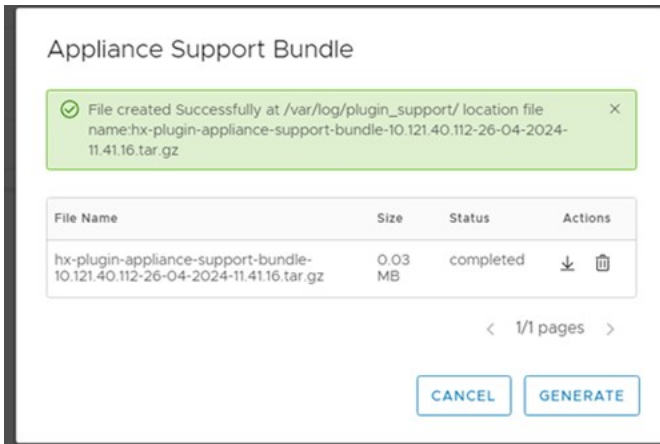 Appliance Support Bundle
File created Successfully at /var/log/plugin_support/ location file
name:hx-plugin-appliance-support-bundle-10.121.40.112-26-04-2024-
11.41.16.tar.gz
File Name Size Status Actions
hx-plugin-appliance-support-bundle- 0.03 completed
10.121.40.112-26-04-2024-11.41.16.tar.gz MB
1/1 pages
CANCEL GENERATE